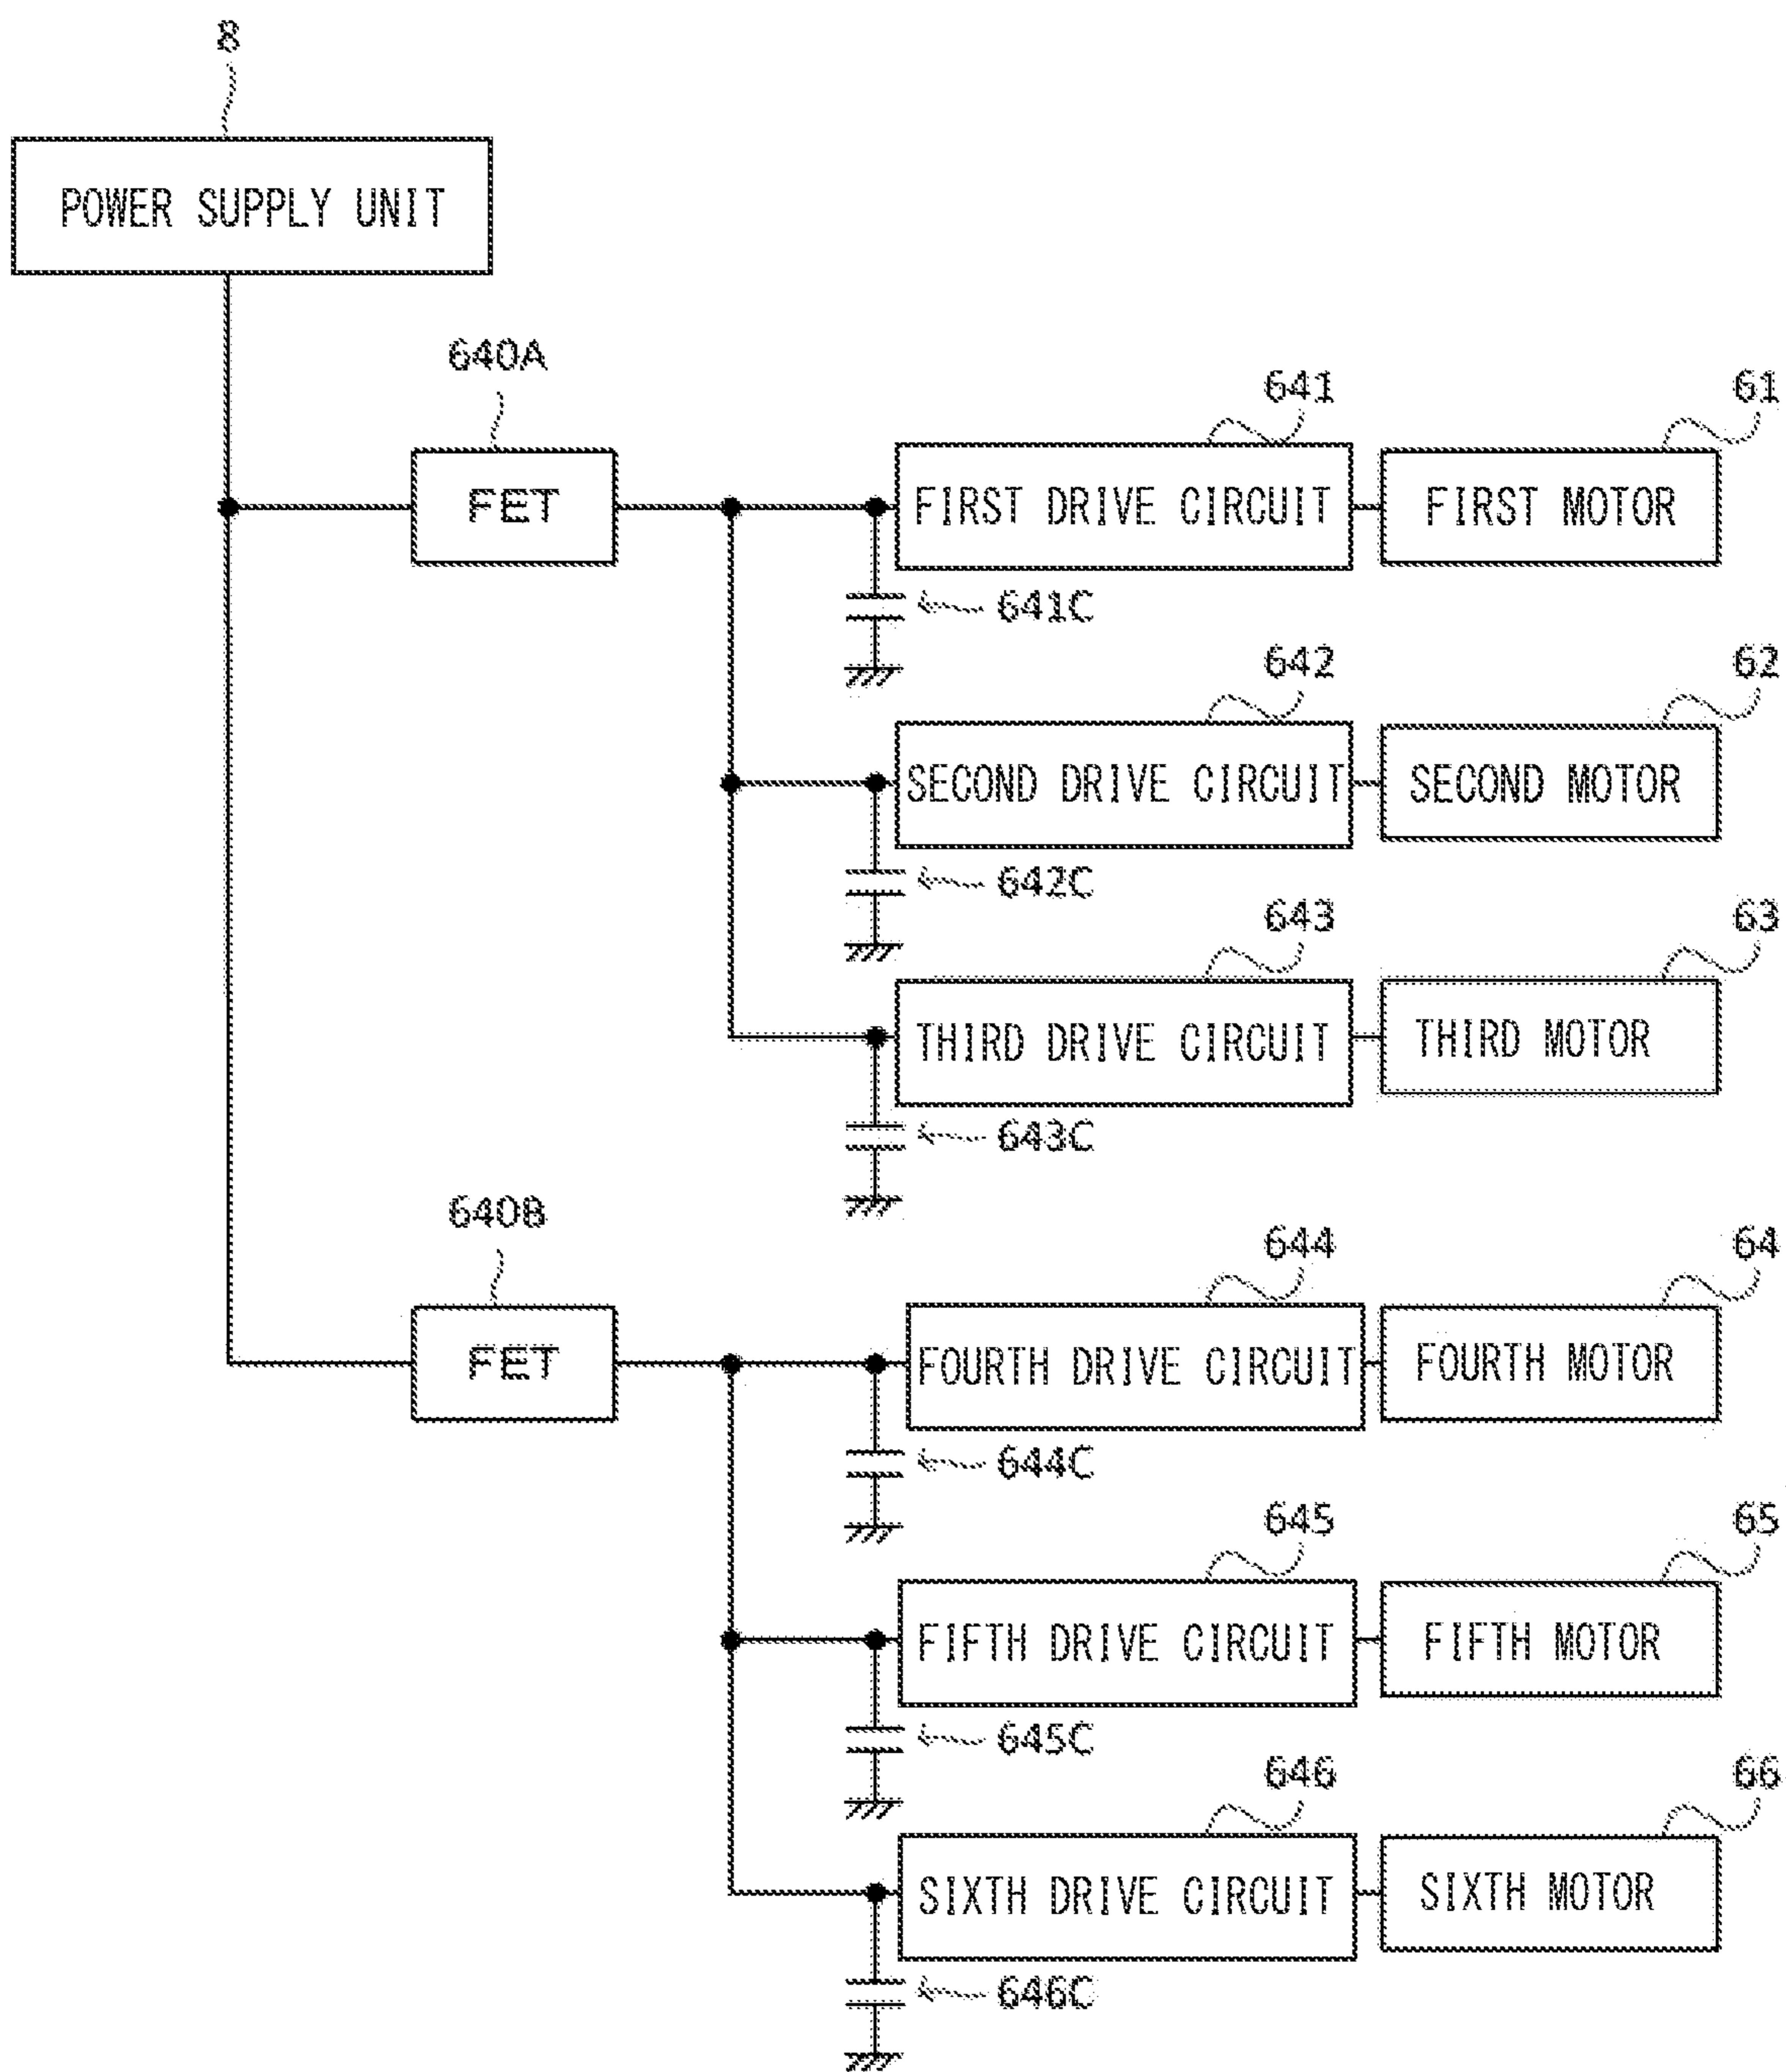 8
POWER SUPPLY UNIT
640A
641
61
FET
FIRST DRIVE CIRCUIT
FIRST MOTOR
641C
642
62
SECOND DRIVE CIRCUIT
SECOND MOTOR
642C
643
63
THIRD DRIVE CIRCUIT
THIRD MOTOR
643C
640B
644
64
FET
FOURTH DRIVE CIRCUIT
FOURTH MOTOR
644C
645
65
FIFTH DRIVE CIRCUIT
FIFTH MOTOR
645C
646
66
SIXTH DRIVE CIRCUIT
SIXTH MOTOR
646C